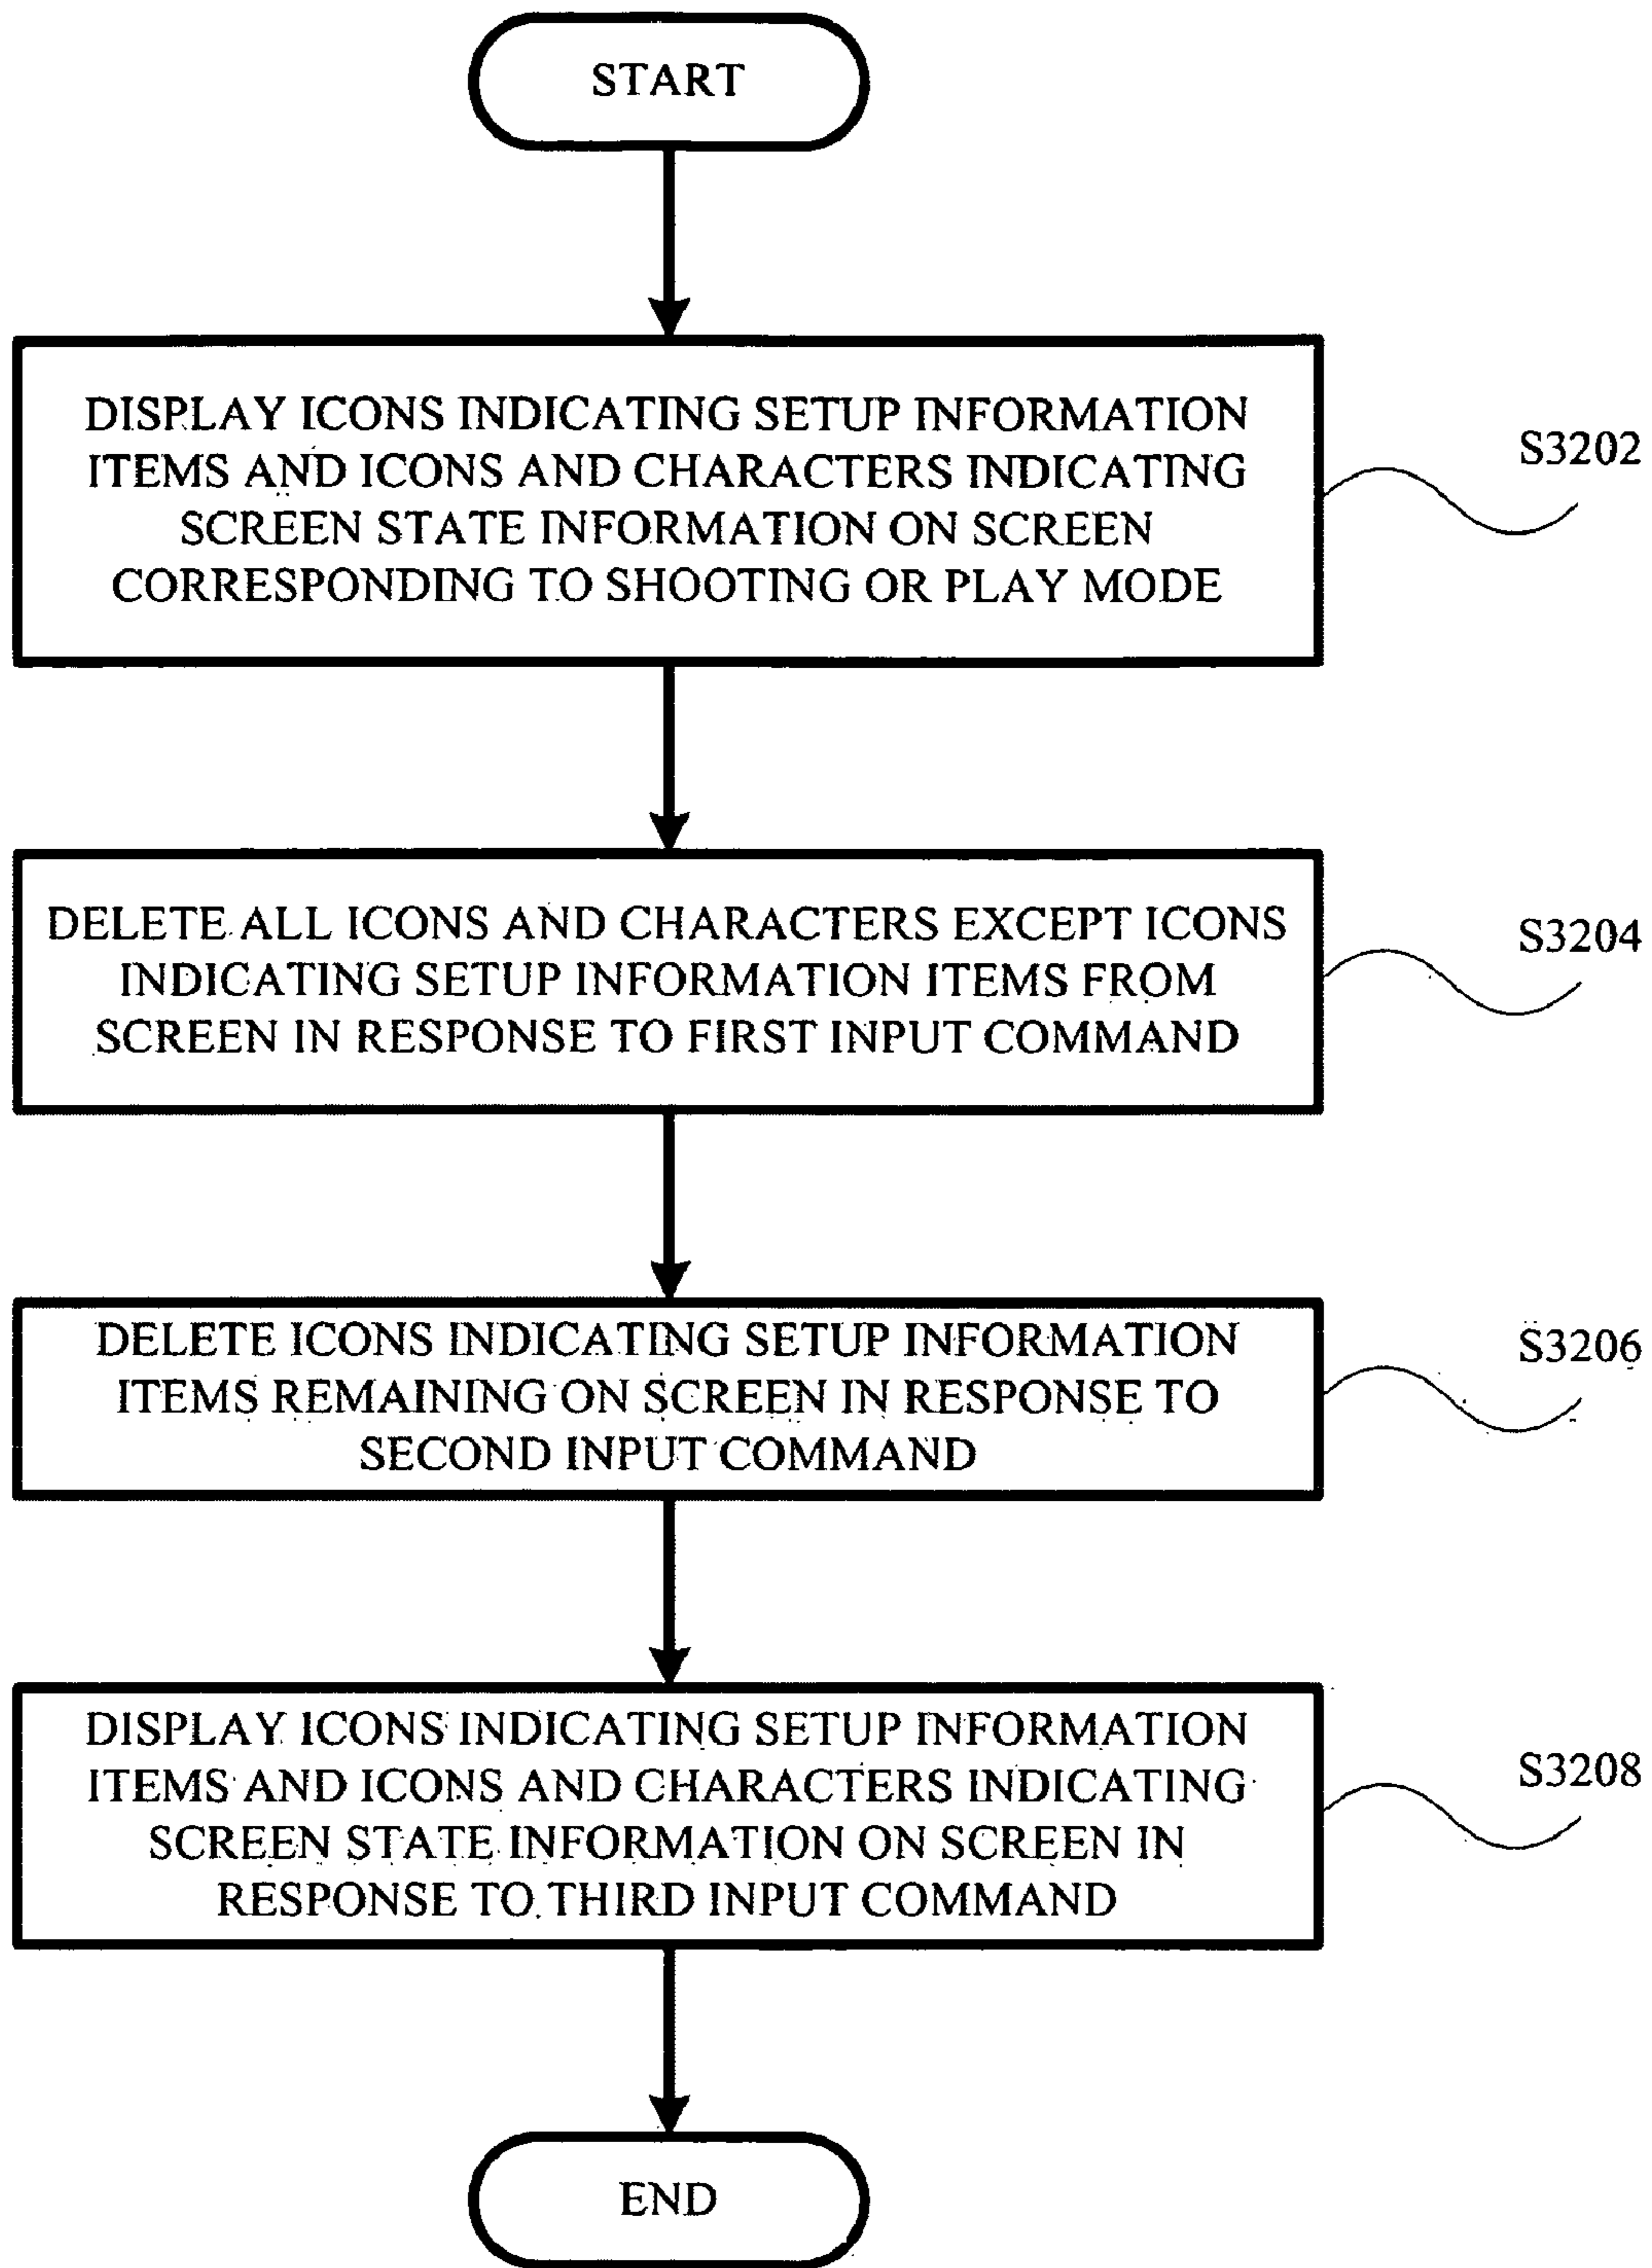 START
DISPLAY ICONS INDICATING SETUP INFORMATION
ITEMS AND ICONS AND CHARACTERS INDICATING
SCREEN STATE INFORMATION ON SCREEN
CORRESPONDING TO SHOOTING OR PLAY MODE
S3202
DELETE ALL ICONS AND CHARACTERS EXCEPT ICONS
INDICATING SETUP INFORMATION ITEMS FROM
SCREEN IN RESPONSE TO FIRST INPUT COMMAND
S3204
DELETE ICONS INDICATING SETUP INFORMATION
ITEMS REMAINING ON SCREEN IN RESPONSE TO
SECOND INPUT COMMAND
S3206
DISPLAY ICONS INDICATING SETUP INFORMATION
ITEMS AND ICONS AND CHARACTERS INDICATING
SCREEN STATE INFORMATION ON SCREEN IN
RESPONSE TO THIRD INPUT COMMAND
S3208
END